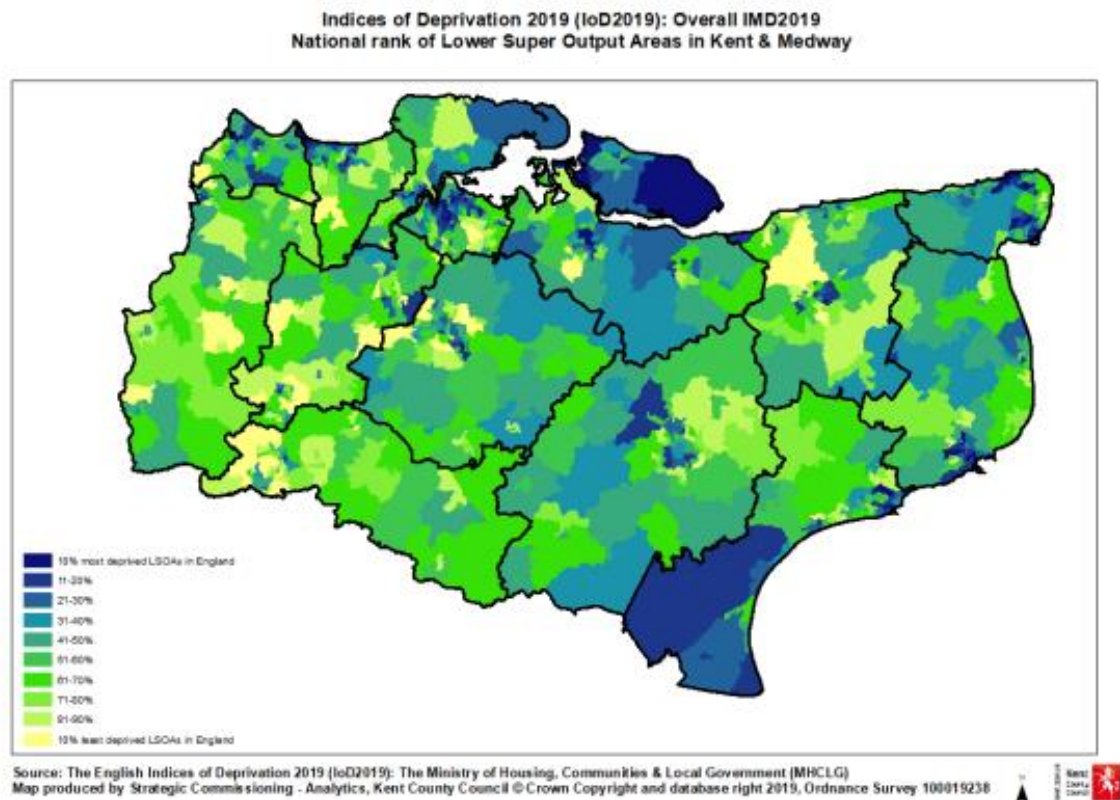 Indices of Deprivation 2019 (IoD2019): Overall IMD2019
National rank of Lower Super Output Areas in Kent & Medway
10% most deprived LSOAs in England
11-20%
21-30%
31-40%
41-50%
51-60%
61-70%
71-80%
81-90%
10% least deprived LSOAs in England
Source: The English Indices of Deprivation 2019 (IoD2019): The Ministry of Housing, Communities & Local Government (MHCLG)
Map produced by Strategic Commissioning - Analytics, Kent County Council © Crown Copyright and database right 2019, Ordnance Survey 100019238
Kent
County
Council